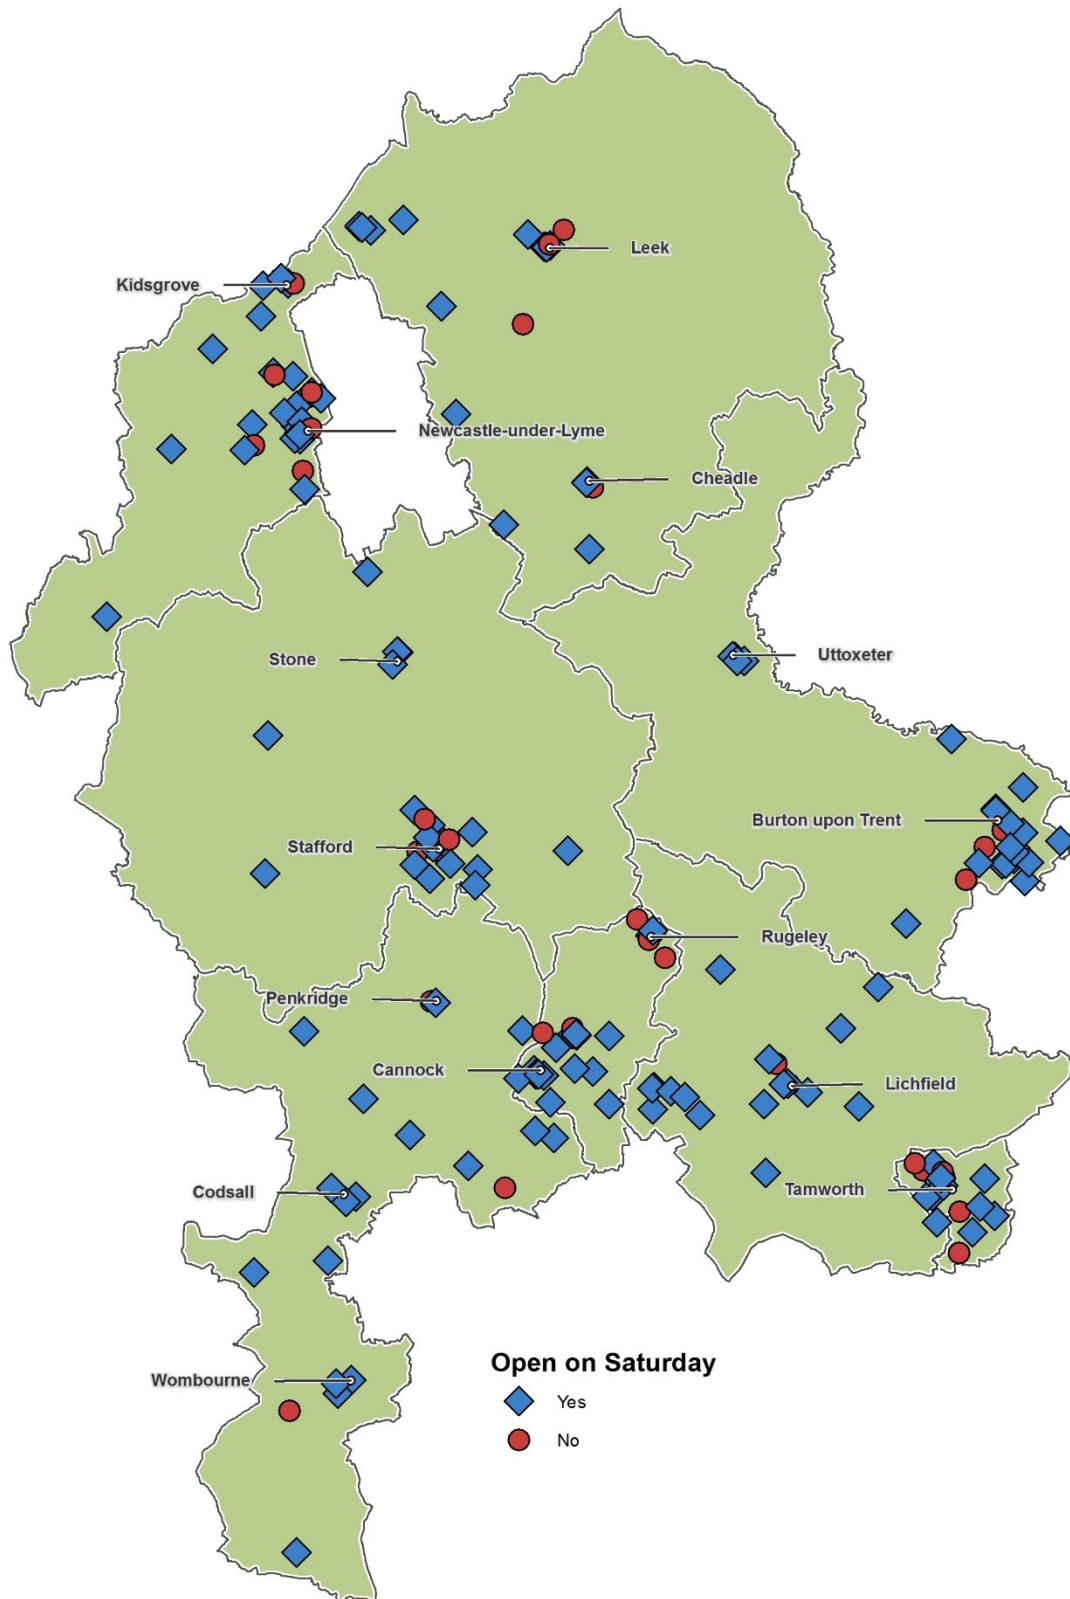 Leek
Kidsgrove
Newcastle-under-Lyme
Cheadle
Stone
Uttoxeter
Burton upon Trent
Stafford
Rugeley
Penkridge
Cannock
Lichfield
Tamworth
Codsall
Wombourne
Open on Saturday
Yes
No